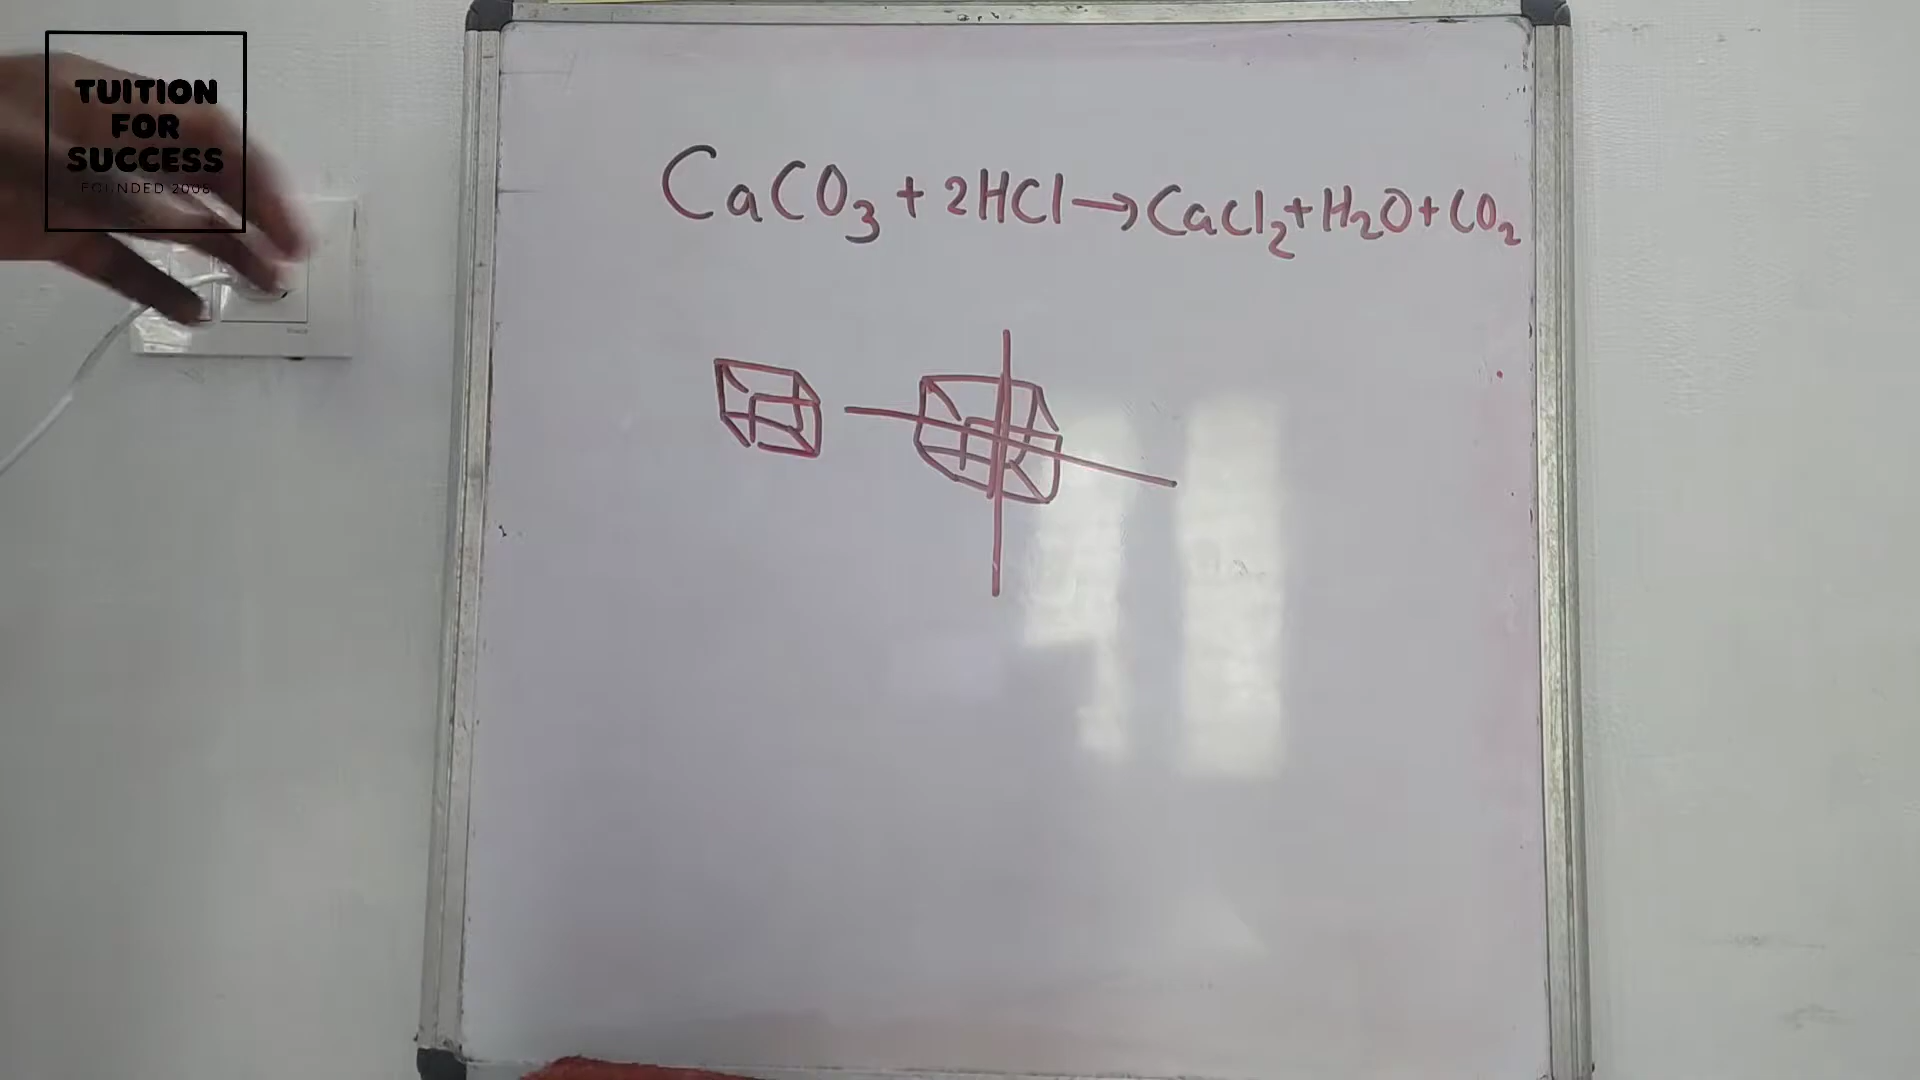 TUITION
FOR
SUCCESS
FOUNDED 2008
CaCO₃ + 2HCl → CaCl₂ + H₂O + CO₂